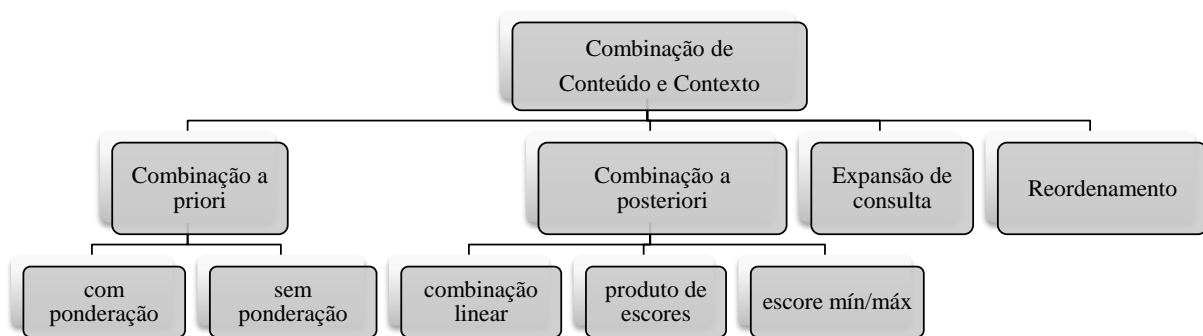 Combinação de
Conteúdo e Contexto
Combinação a
priori
Combinação a
posteriori
Expansão de
consulta
Reordenamento
com
ponderação
sem
ponderação
combinação
linear
produto de
escores
escore mín/máx